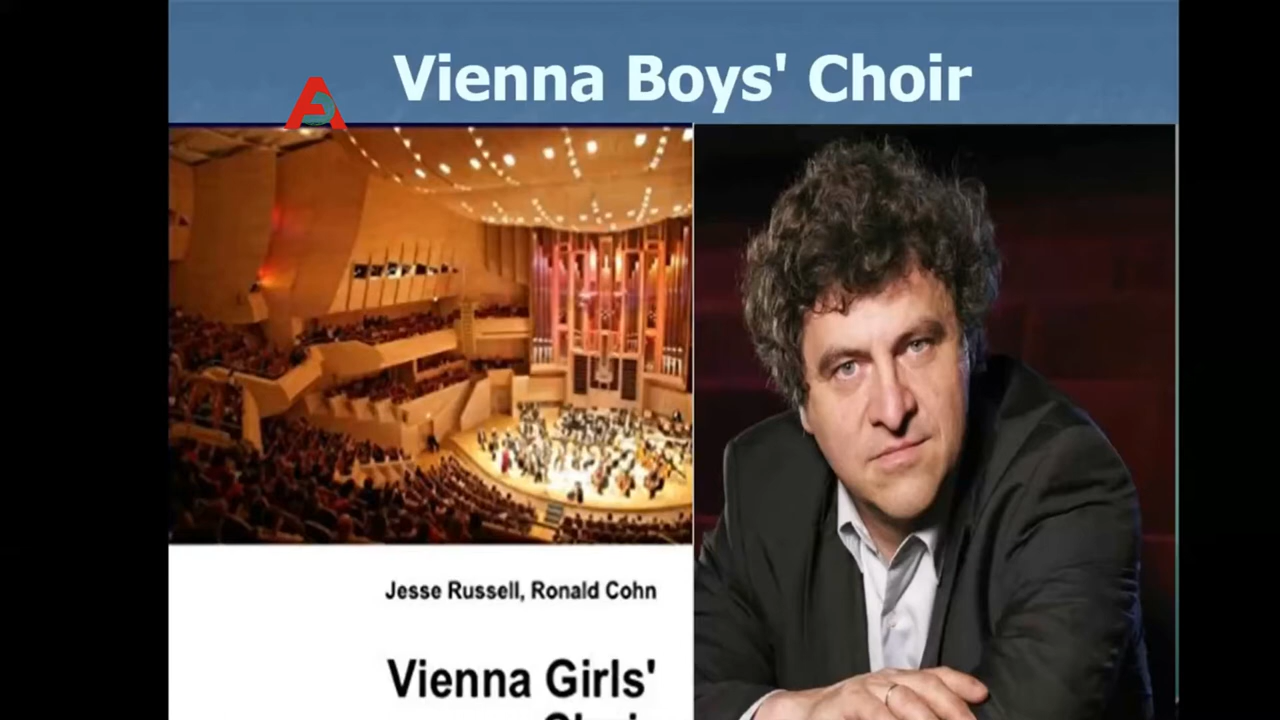 Vienna Boys' Choir
Jesse Russell, Ronald Cohn
Vienna Girls'